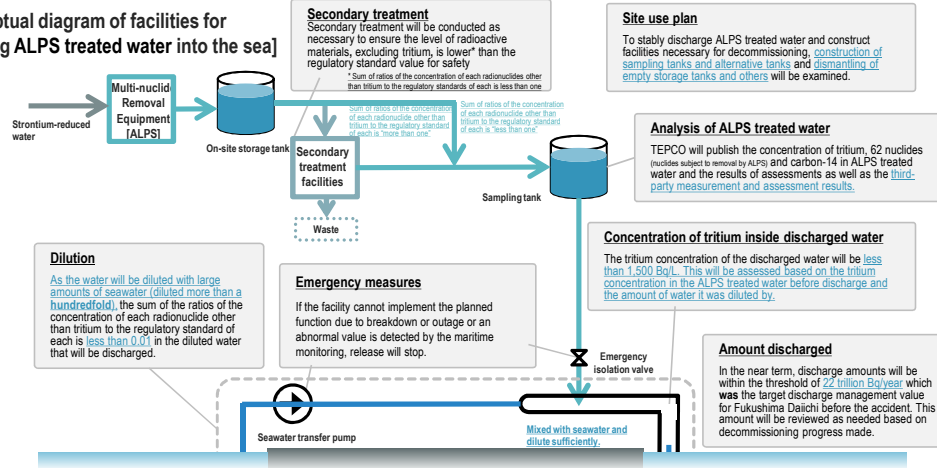 ptual diagram of facilities for
g ALPS treated water into the sea]
Secondary treatment
Secondary treatment will be conducted as
necessary to ensure the level of radioactive
materials, excluding tritium, is lower* than the
regulatory standard value for safety
* Sum of ratios of the concentration of each radionuclides other
than tritium to the regulatory standards of each is less than one
Site use plan
To stably discharge ALPS treated water and construct
facilities necessary for decommissioning, construction of
sampling tanks and alternative tanks and dismantling of
empty storage tanks and others will be examined.
Multi-nuclide
Removal
Equipment
[ALPS]
Strontium-reduced
water
On-site storage tank
Sum of ratios of the concentration
of each radionuclide other than
tritium to the regulatory standard
of each is "more than one"
Sum of ratios of the concentration
of each radionuclide other than
tritium to the regulatory standard
of each is "less than one"
Secondary
treatment
facilities
Waste
Sampling tank
Analysis of ALPS treated water
TEPCO will publish the concentration of tritium, 62 nuclides
(nuclides subject to removal by ALPS) and carbon-14 in ALPS treated
water and the results of assessments as well as the third-
party measurement and assessment results.
Concentration of tritium inside discharged water
The tritium concentration of the discharged water will be less
than 1,500 Bq/L. This will be assessed based on the tritium
concentration in the ALPS treated water before discharge and
the amount of water it was diluted by.
Dilution
As the water will be diluted with large
amounts of seawater (diluted more than a
hundredfold), the sum of the ratios of the
concentration of each radionuclide other
than tritium to the regulatory standard of
each is less than 0.01 in the diluted water
that will be discharged.
Emergency measures
If the facility cannot implement the planned
function due to breakdown or outage or an
abnormal value is detected by the maritime
monitoring, release will stop.
Emergency
isolation valve
Amount discharged
In the near term, discharge amounts will be
within the threshold of 22 trillion Bq/year which
was the target discharge management value
for Fukushima Daiichi before the accident. This
amount will be reviewed as needed based on
decommissioning progress made.
Seawater transfer pump
Mixed with seawater and
dilute sufficiently.